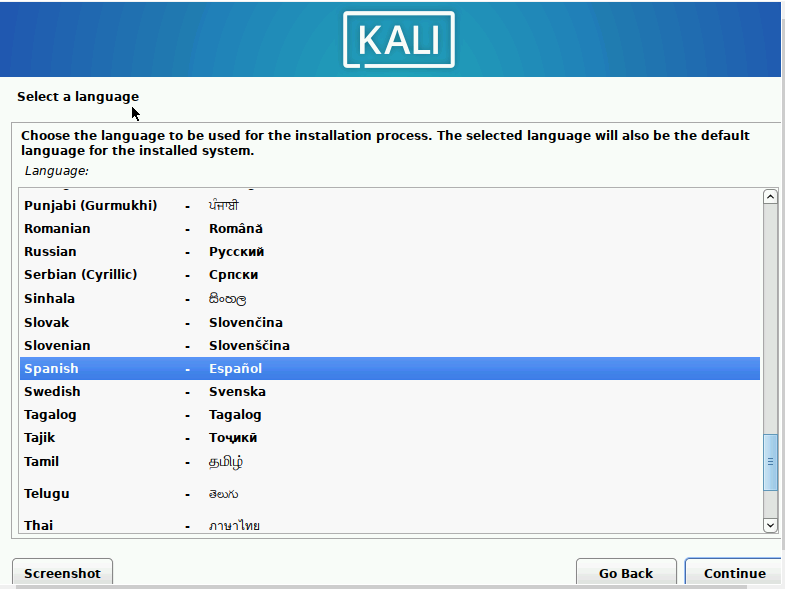 KALI
Select a language
Choose the language to be used for the installation process. The selected language will also be the default
language for the installed system.
Language:
Punjabi (Gurmukhi) - ਪੰਜਾਬੀ
Romanian - Română
Russian - Русский
Serbian (Cyrillic) - Српски
Sinhala - සිංහල
Slovak - Slovenčina
Slovenian - Slovenščina
Spanish - Español
Swedish - Svenska
Tagalog - Tagalog
Tajik - Тоҷикӣ
Tamil - தமிழ்
Telugu - తెలుగు
Thai - ภาษาไทย
Screenshot
Go Back
Continue